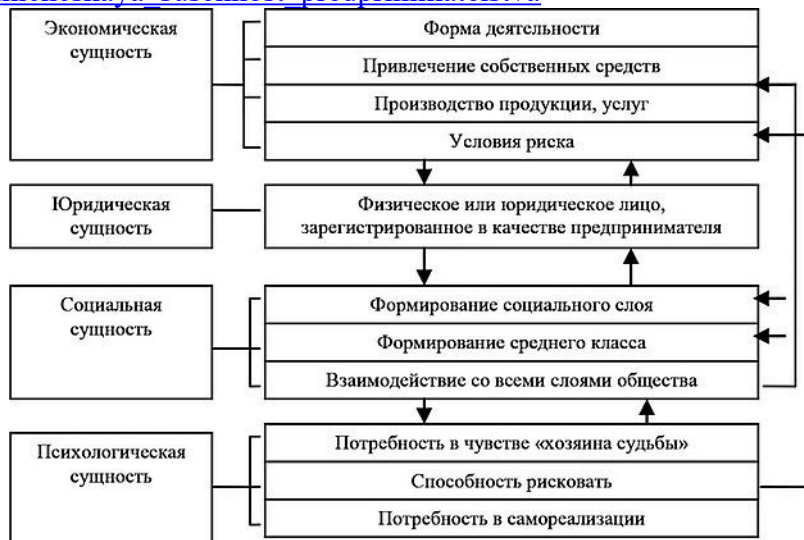 Экономическая
сущность
Форма деятельности
Привлечение собственных средств
Производство продукции, услуг
Условия риска
Юридическая
сущность
Физическое или юридическое лицо,
зарегистрированное в качестве предпринимателя
Социальная
сущность
Формирование социального слоя
Формирование среднего класса
Взаимодействие со всеми слоями общества
Психологическая
сущность
Потребность в чувстве «хозяина судьбы»
Способность рисковать
Потребность в самореализации